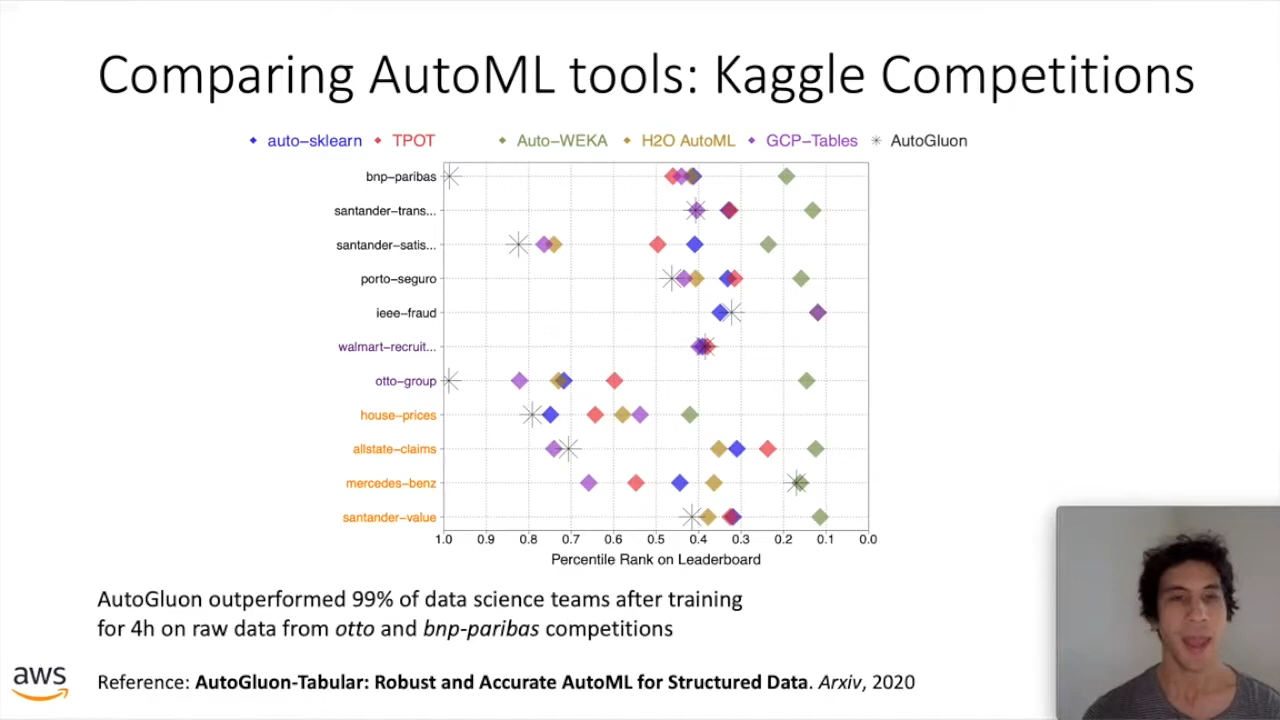 Comparing AutoML tools: Kaggle Competitions
auto-sklearn TPOT Auto-WEKA H2O AutoML GCP-Tables AutoGluon
bnp-paribas
santander-trans...
santander-satis...
porto-seguro
ieee-fraud
walmart-recruit...
otto-group
house-prices
allstate-claims
mercedes-benz
santander-value
1.0 0.9 0.8 0.7 0.6 0.5 0.4 0.3 0.2 0.1 0.0
Percentile Rank on Leaderboard
AutoGluon outperformed 99% of data science teams after training
for 4h on raw data from otto and bnp-paribas competitions
aws
Reference: AutoGluon-Tabular: Robust and Accurate AutoML for Structured Data. Arxiv, 2020